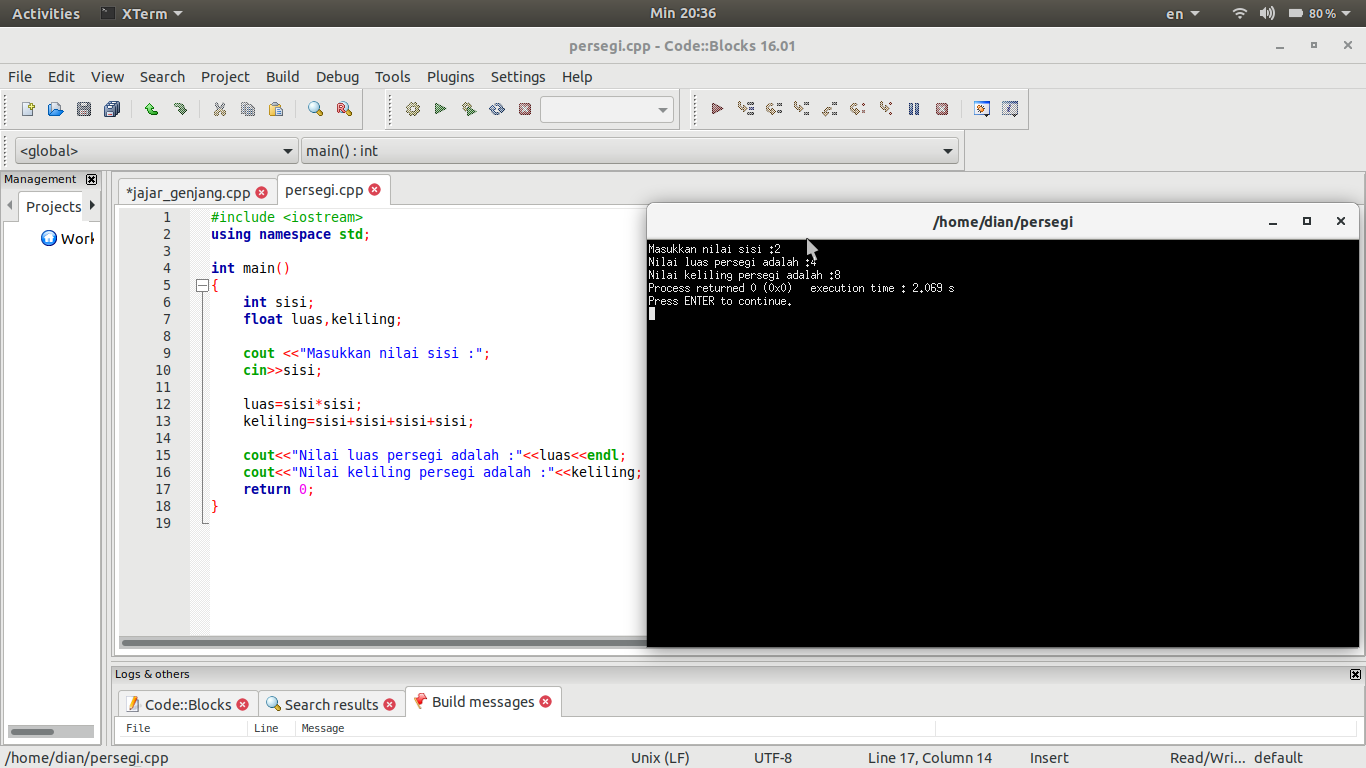 Activities XTerm Min 20:36 en 80 %
persegi.cpp - Code::Blocks 16.01
File Edit View Search Project Build Debug Tools Plugins Settings Help
<global> main() : int
Management
Projects
Work
*jajar_genjang.cpp persegi.cpp
1 #include <iostream>
2 using namespace std;
3
4 int main()
5 {
6 int sisi;
7 float luas,keliling;
8
9 cout <<"Masukkan nilai sisi :";
10 cin>>sisi;
11
12 luas=sisi*sisi;
13 keliling=sisi+sisi+sisi+sisi;
14
15 cout<<"Nilai luas persegi adalah :"<<luas<<endl;
16 cout<<"Nilai keliling persegi adalah :"<<keliling;
17 return 0;
18 }
19
/home/dian/persegi
Masukkan nilai sisi :2
Nilai luas persegi adalah :4
Nilai keliling persegi adalah :8
Process returned 0 (0x0) execution time : 2.069 s
Press ENTER to continue.
Logs & others
Code::Blocks Search results Build messages
File Line Message
/home/dian/persegi.cpp Unix (LF) UTF-8 Line 17, Column 14 Insert Read/Wri... default